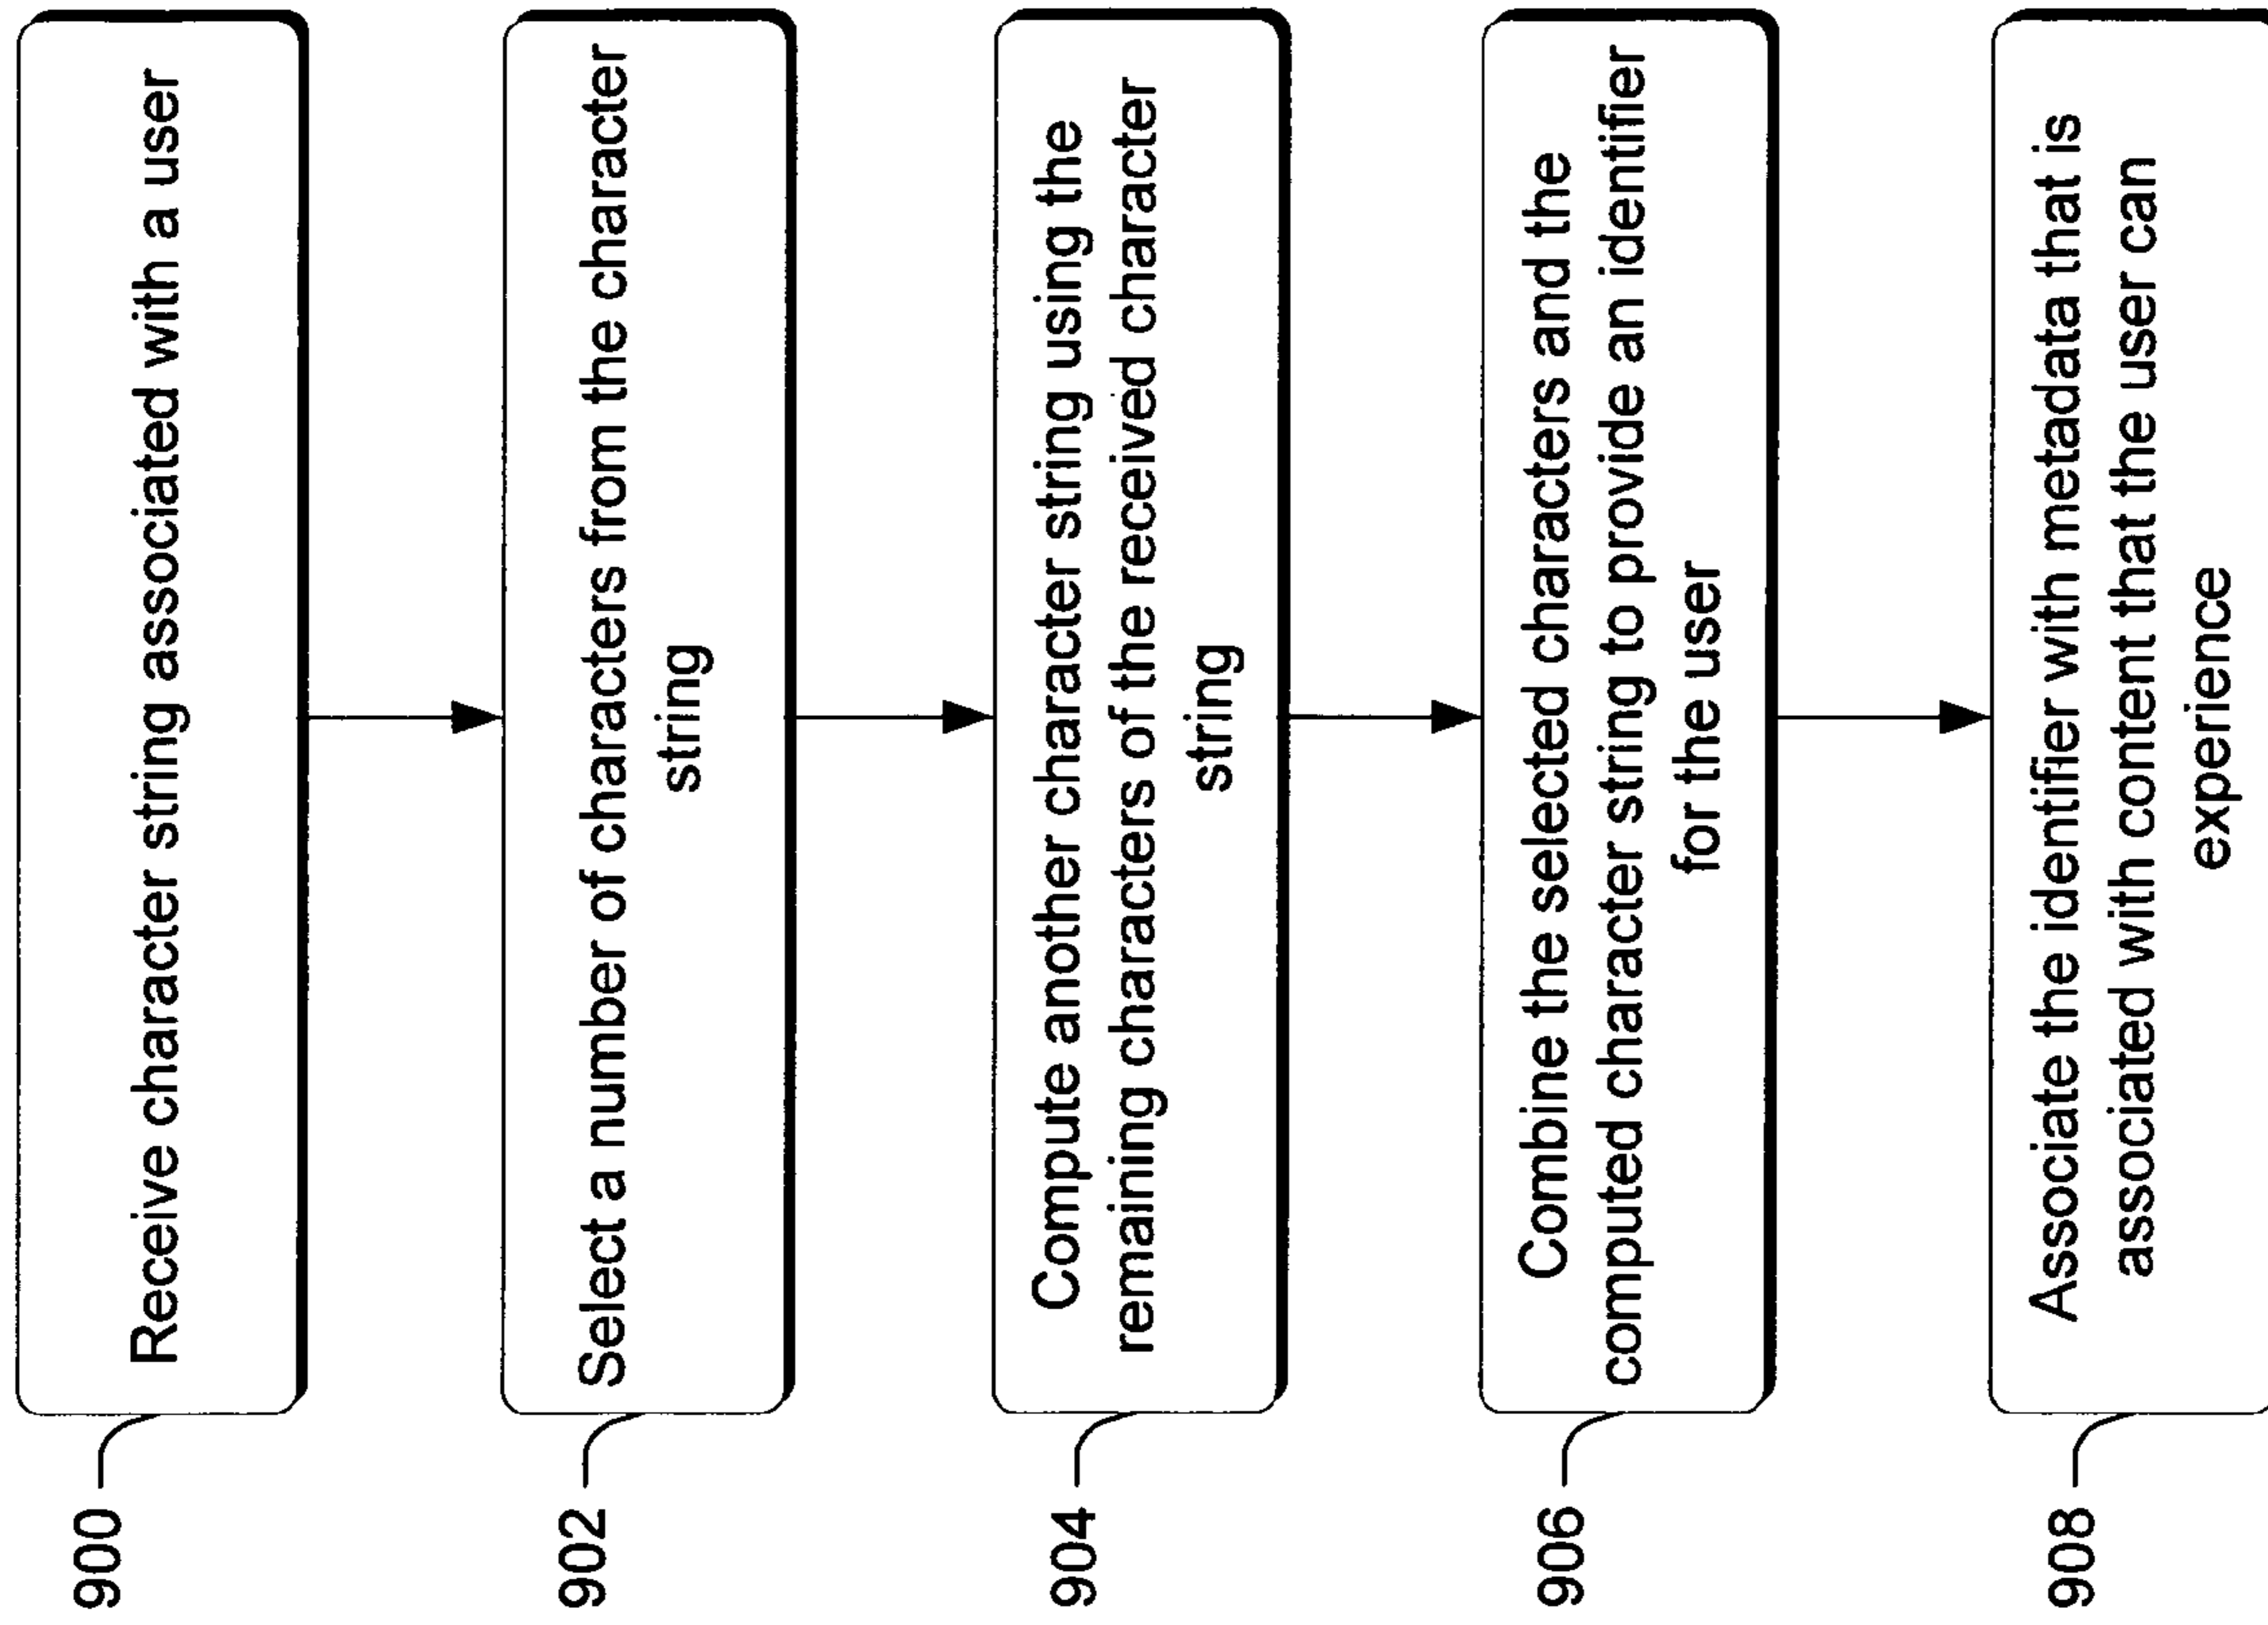 900
Receive character string associated with a user
902
Select a number of characters from the character
string
904
Compute another character string using the
remaining characters of the received character
string
906
Combine the selected characters and the
computed character string to provide an identifier
for the user
908
Associate the identifier with metadata that is
associated with content that the user can
experience